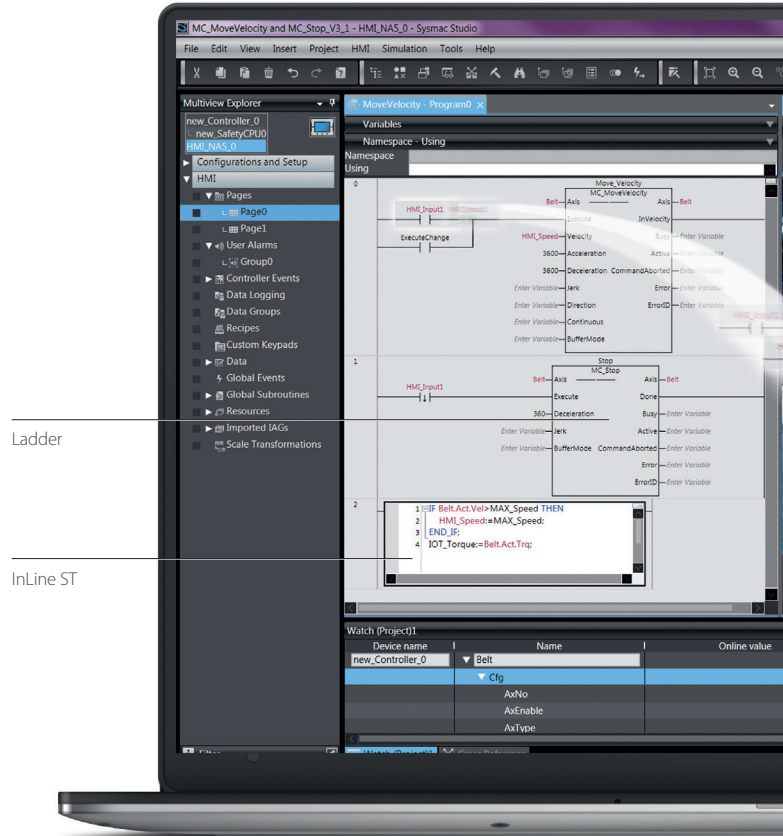 MC_MoveVelocity and MC_Stop_V3_1 - HMI_NA5_0 - Sysmac Studio
File Edit View Insert Project HMI Simulation Tools Help
Multiview Explorer
new_Controller_0
new_SafetyCPU0
HMI_NA5_0
Configurations and Setup
HMI
Pages
Page0
Page1
User Alarms
Group0
Controller Events
Data Logging
Data Groups
Recipes
Custom Keypads
Data
Global Events
Global Subroutines
Resources
Imported IAGs
Scale Transformations
MoveVelocity - Program0
Variables
Namespace - Using
Namespace
Using
0
Move_Velocity
MC_MoveVelocity
Belt Axis Axis Belt
HMI_Input1
Execute InVelocity
ExecuteChange
HMI_Speed Velocity Busy Enter Variable
3600 Acceleration Active Enter Variable
3600 Deceleration CommandAborted Enter Variable
Enter Variable Jerk Error Enter Variable
Enter Variable Direction ErrorID Enter Variable
Enter Variable Continuous
Enter Variable BufferMode
HMI_Input1
1
Stop
MC_Stop
Belt Axis Axis Belt
HMI_Input1
Execute Done
360 Deceleration Busy Enter Variable
Enter Variable Jerk Active Enter Variable
Enter Variable BufferMode CommandAborted Enter Variable
Error Enter Variable
ErrorID Enter Variable
2
1 IF Belt.Act.Vel>MAX_Speed THEN
2 HMI_Speed:=MAX_Speed;
3 END_IF;
4 IOT_Torque:=Belt.Act.Trq;
Watch (Project)1
Device name Name Online value
new_Controller_0 Belt
Cfg
AxNo
AxEnable
AxType
Ladder
InLine ST